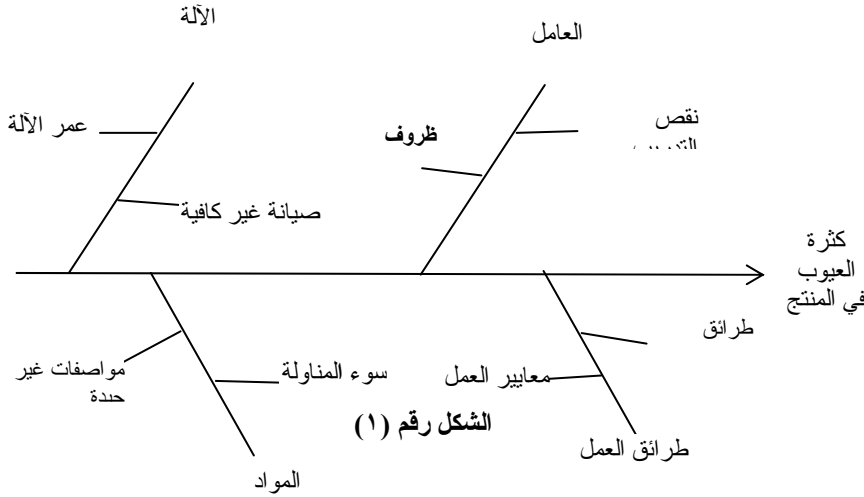 الآلة
العامل
عمر الآلة
ظروف
نقص
صيانة غير كافية
كثرة
العيوب
في المنتج
طرائق
مواصفات غير
سوء المناولة
معايير العمل
الشكل رقم (١)
طرائق العمل
المواد